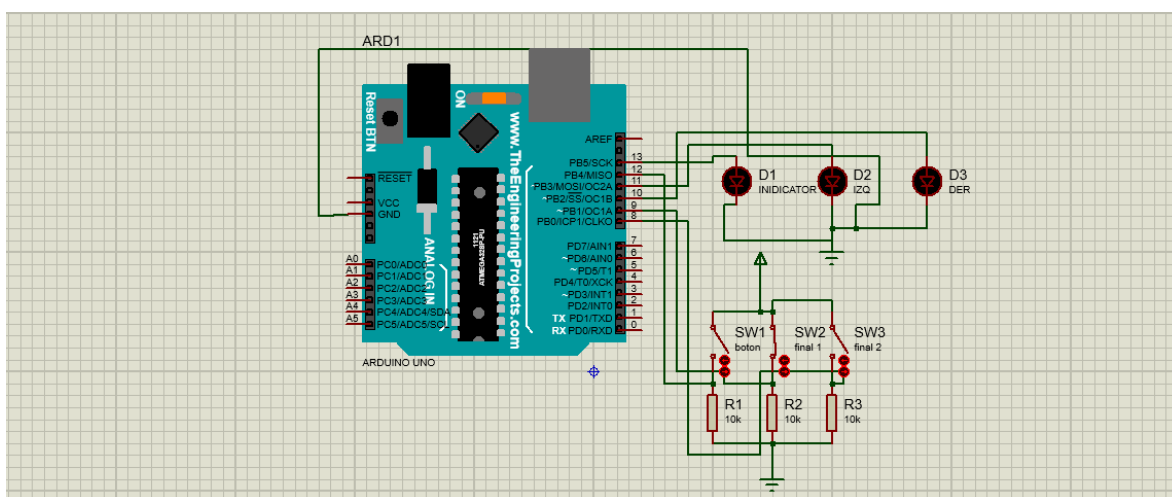 ARD1
Reset BTN
ON
www.TheEngineeringProjects.com
1121
ATMEGA328P-PU
ANALOG IN
RESET
VCC
GND
A0 PC0/ADC0
A1 PC1/ADC1
A2 PC2/ADC2
A3 PC3/ADC3
A4 PC4/ADC4/SDA
A5 PC5/ADC5/SCL
AREF
PB5/SCK 13
PB4/MISO 12
~PB3/MOSI/OC2A 11
~PB2/SS/OC1B 10
~PB1/OC1A 9
PB0/ICP1/CLKO 8
PD7/AIN1 7
~PD6/AIN0 6
~PD5/T1 5
PD4/T0/XCK 4
~PD3/INT1 3
PD2/INT0 2
TX PD1/TXD 1
RX PD0/RXD 0
ARDUINO UNO
D1
INIDICATOR
D2
IZQ
D3
DER
SW1
boton
SW2
final 1
SW3
final 2
R1
10k
R2
10k
R3
10k